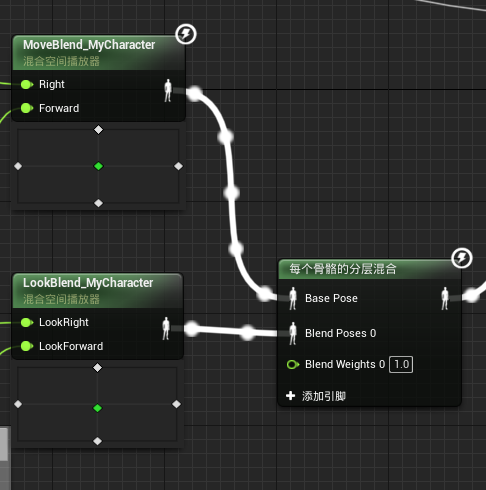 MoveBlend_MyCharacter
混合空间播放器
Right
Forward
LookBlend_MyCharacter
混合空间播放器
LookRight
LookForward
每个骨骼的分层混合
Base Pose
Blend Poses 0
Blend Weights 0 1.0
添加引脚